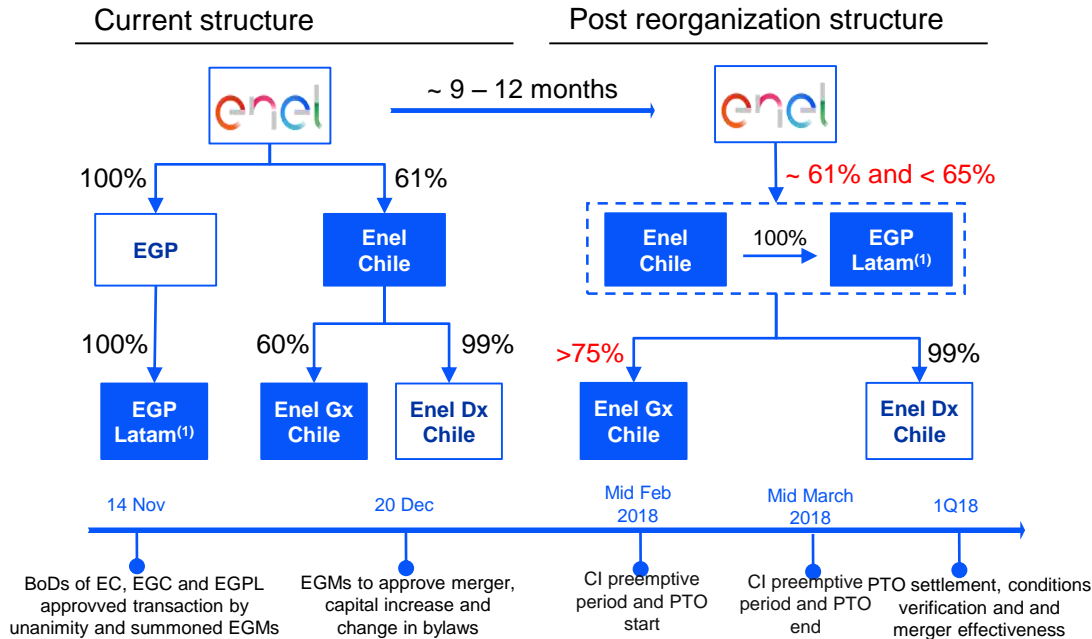 Current structure
Post reorganization structure
enel
~ 9 – 12 months
enel
100%
61%
~ 61% and < 65%
EGP
Enel
Chile
Enel
Chile
100%
EGP
Latam(1)
100%
60%
99%
>75%
99%
EGP
Latam(1)
Enel Gx
Chile
Enel Dx
Chile
Enel Gx
Chile
Enel Dx
Chile
14 Nov
20 Dec
Mid Feb
2018
Mid March
2018
1Q18
BoDs of EC, EGC and EGPL
approvved transaction by
unanimity and summoned EGMs
EGMs to approve merger,
capital increase and
change in bylaws
CI preemptive
period and PTO
start
CI preemptive
period and PTO
end
PTO settlement, conditions
verification and and
merger effectiveness